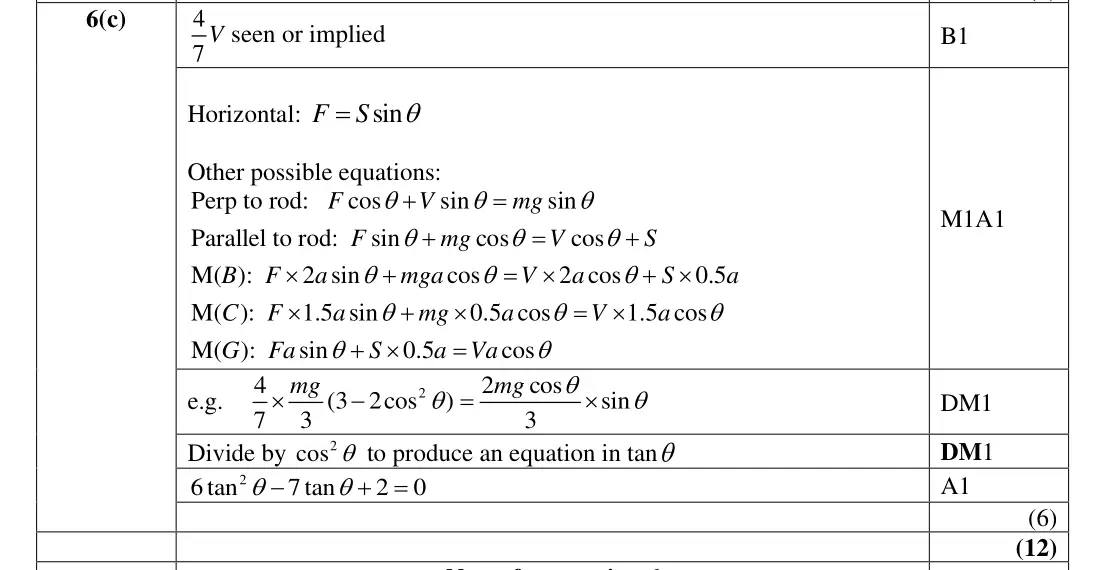 6(c)
4/7 V seen or implied
B1
Horizontal: F = S sin θ
Other possible equations:
Perp to rod: F cos θ + V sin θ = mg sin θ
Parallel to rod: F sin θ + mg cos θ = V cos θ + S
M(B): F × 2a sin θ + mga cos θ = V × 2a cos θ + S × 0.5a
M(C): F × 1.5a sin θ + mg × 0.5a cos θ = V × 1.5a cos θ
M(G): Fa sin θ + S × 0.5a = Va cos θ
M1A1
e.g. 4/7 × mg/3 (3 − 2cos² θ) = 2mg cos θ/3 × sin θ
DM1
Divide by cos² θ to produce an equation in tan θ
DM1
6 tan² θ − 7 tan θ + 2 = 0
A1
(6)
(12)